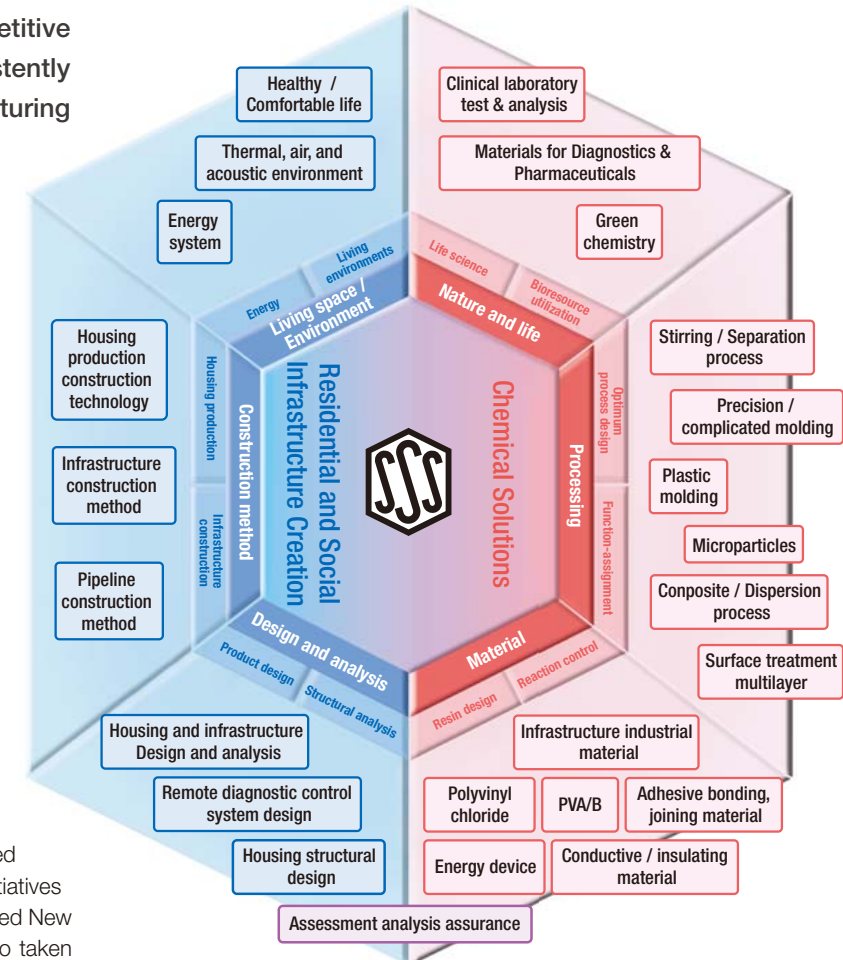 etitive
stently
turing
Healthy /
Comfortable life
Thermal, air, and
acoustic environment
Energy
system
Clinical laboratory
test & analysis
Materials for Diagnostics &
Pharmaceuticals
Green
chemistry
Living
environments
Energy
Living space /
Environment
Life science
Bioresource
utilization
Nature and life
Housing
production
construction
technology
Infrastructure
construction
method
Pipeline
construction
method
Housing production
Infrastructure
construction
Construction method
Residential and Social
Infrastructure Creation
SSS
Chemical Solutions
Processing
Optimum
process design
Function-assignment
Stirring / Separation
process
Precision /
complicated molding
Plastic
molding
Microparticles
Conposite / Dispersion
process
Surface treatment
multilayer
Design and analysis
Product design
Structural analysis
Material
Resin design
Reaction control
Housing and infrastructure
Design and analysis
Remote diagnostic control
system design
Housing structural
design
Infrastructure industrial
material
Polyvinyl
chloride
PVA/B
Adhesive bonding,
joining material
Energy device
Conductive / insulating
material
Assessment analysis assurance
ed
tiatives
ed New
o taken